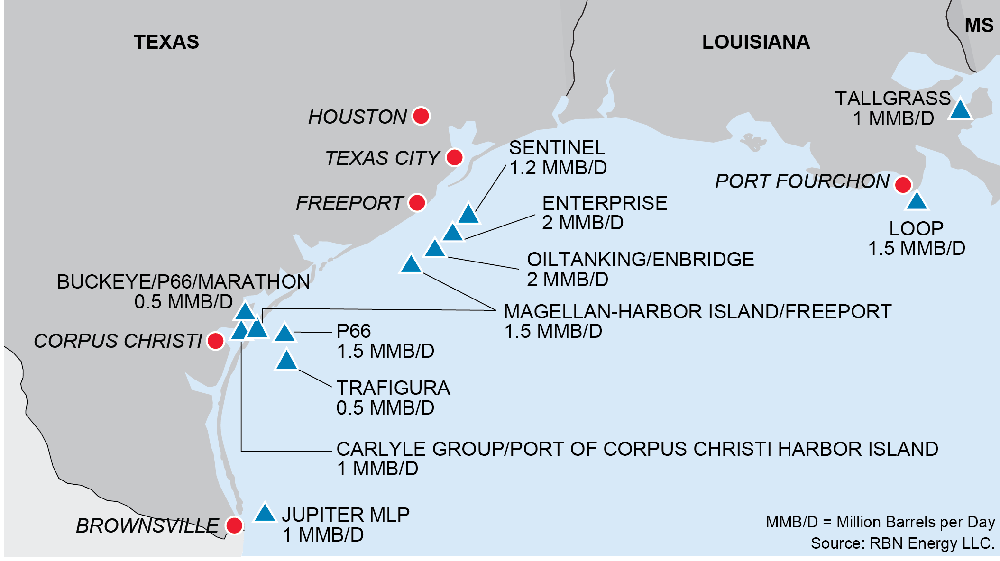 TEXAS
LOUISIANA
MS
TALLGRASS
1 MMB/D
HOUSTON
TEXAS CITY
SENTINEL
1.2 MMB/D
FREEPORT
ENTERPRISE
2 MMB/D
PORT FOURCHON
LOOP
1.5 MMB/D
OILTANKING/ENBRIDGE
2 MMB/D
BUCKEYE/P66/MARATHON
0.5 MMB/D
MAGELLAN-HARBOR ISLAND/FREEPORT
1.5 MMB/D
CORPUS CHRISTI
P66
1.5 MMB/D
TRAFIGURA
0.5 MMB/D
CARLYLE GROUP/PORT OF CORPUS CHRISTI HARBOR ISLAND
1 MMB/D
BROWNSVILLE
JUPITER MLP
1 MMB/D
MMB/D = Million Barrels per Day
Source: RBN Energy LLC.